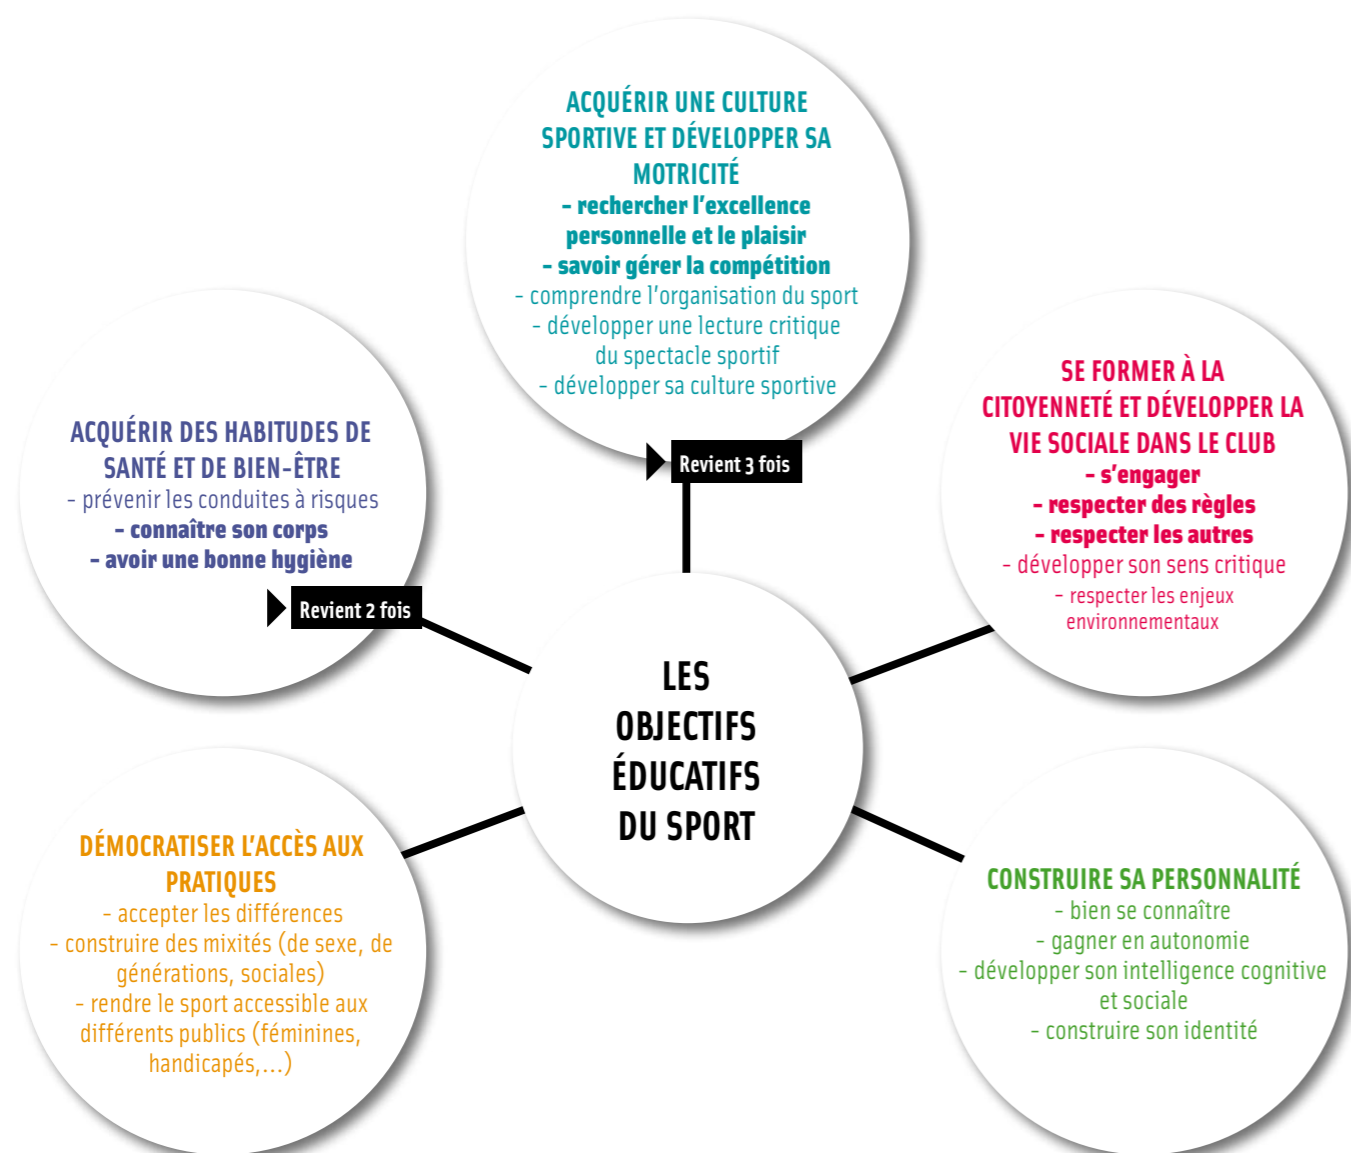 ACQUÉRIR UNE CULTURE
SPORTIVE ET DÉVELOPPER SA
MOTRICITÉ
- rechercher l'excellence
personnelle et le plaisir
- savoir gérer la compétition
- comprendre l'organisation du sport
- développer une lecture critique
du spectacle sportif
- développer sa culture sportive
Revient 3 fois
SE FORMER À LA
CITOYENNETÉ ET DÉVELOPPER LA
VIE SOCIALE DANS LE CLUB
- s'engager
- respecter des règles
- respecter les autres
- développer son sens critique
- respecter les enjeux
environnementaux
ACQUÉRIR DES HABITUDES DE
SANTÉ ET DE BIEN-ÊTRE
- prévenir les conduites à risques
- connaître son corps
- avoir une bonne hygiène
Revient 2 fois
LES
OBJECTIFS
ÉDUCATIFS
DU SPORT
DÉMOCRATISER L'ACCÈS AUX
PRATIQUES
- accepter les différences
- construire des mixités (de sexe, de
générations, sociales)
- rendre le sport accessible aux
différents publics (féminines,
handicapés,...)
CONSTRUIRE SA PERSONNALITÉ
- bien se connaître
- gagner en autonomie
- développer son intelligence cognitive
et sociale
- construire son identité